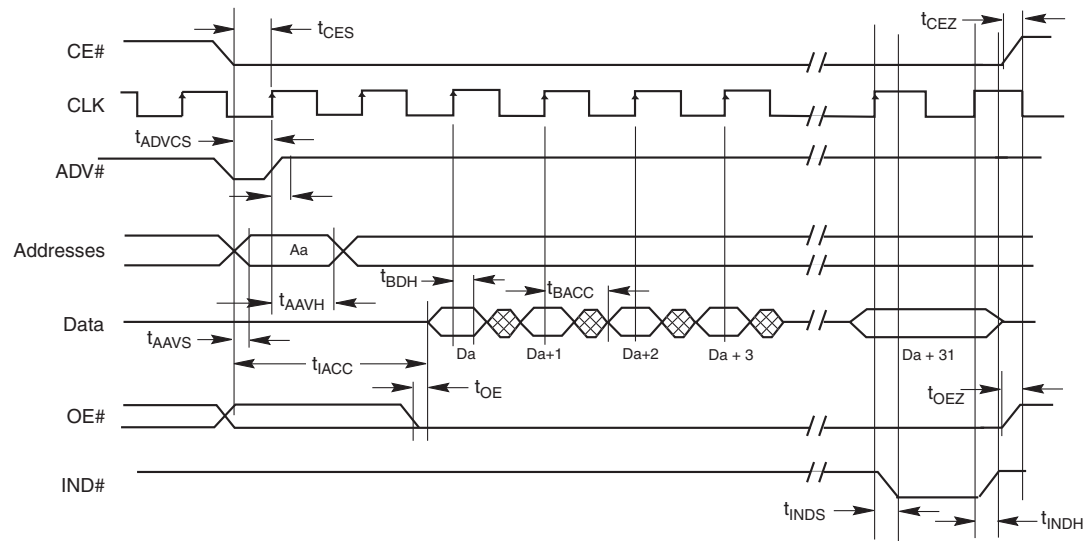 tCES
tCEZ
CE#
CLK
tADVCS
ADV#
Addresses
Aa
tBDH
tBACC
tAAVH
Data
Da
Da+1
Da+2
Da + 3
Da + 31
tAAVS
tIACC
tOE
tOEZ
OE#
IND#
tINDS
tINDH